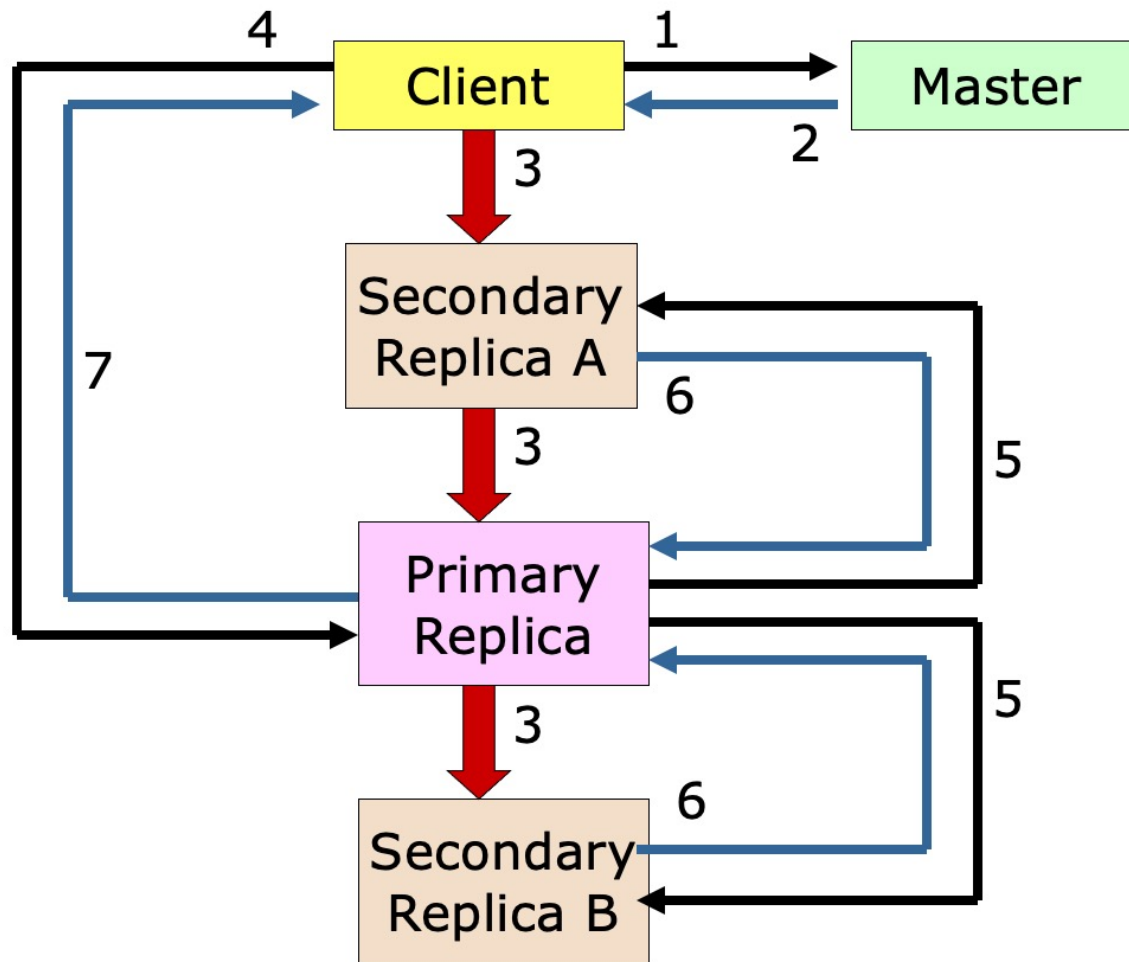 4
1
Client
Master
2
3
Secondary
Replica A
7
6
3
5
Primary
Replica
3
5
6
Secondary
Replica B